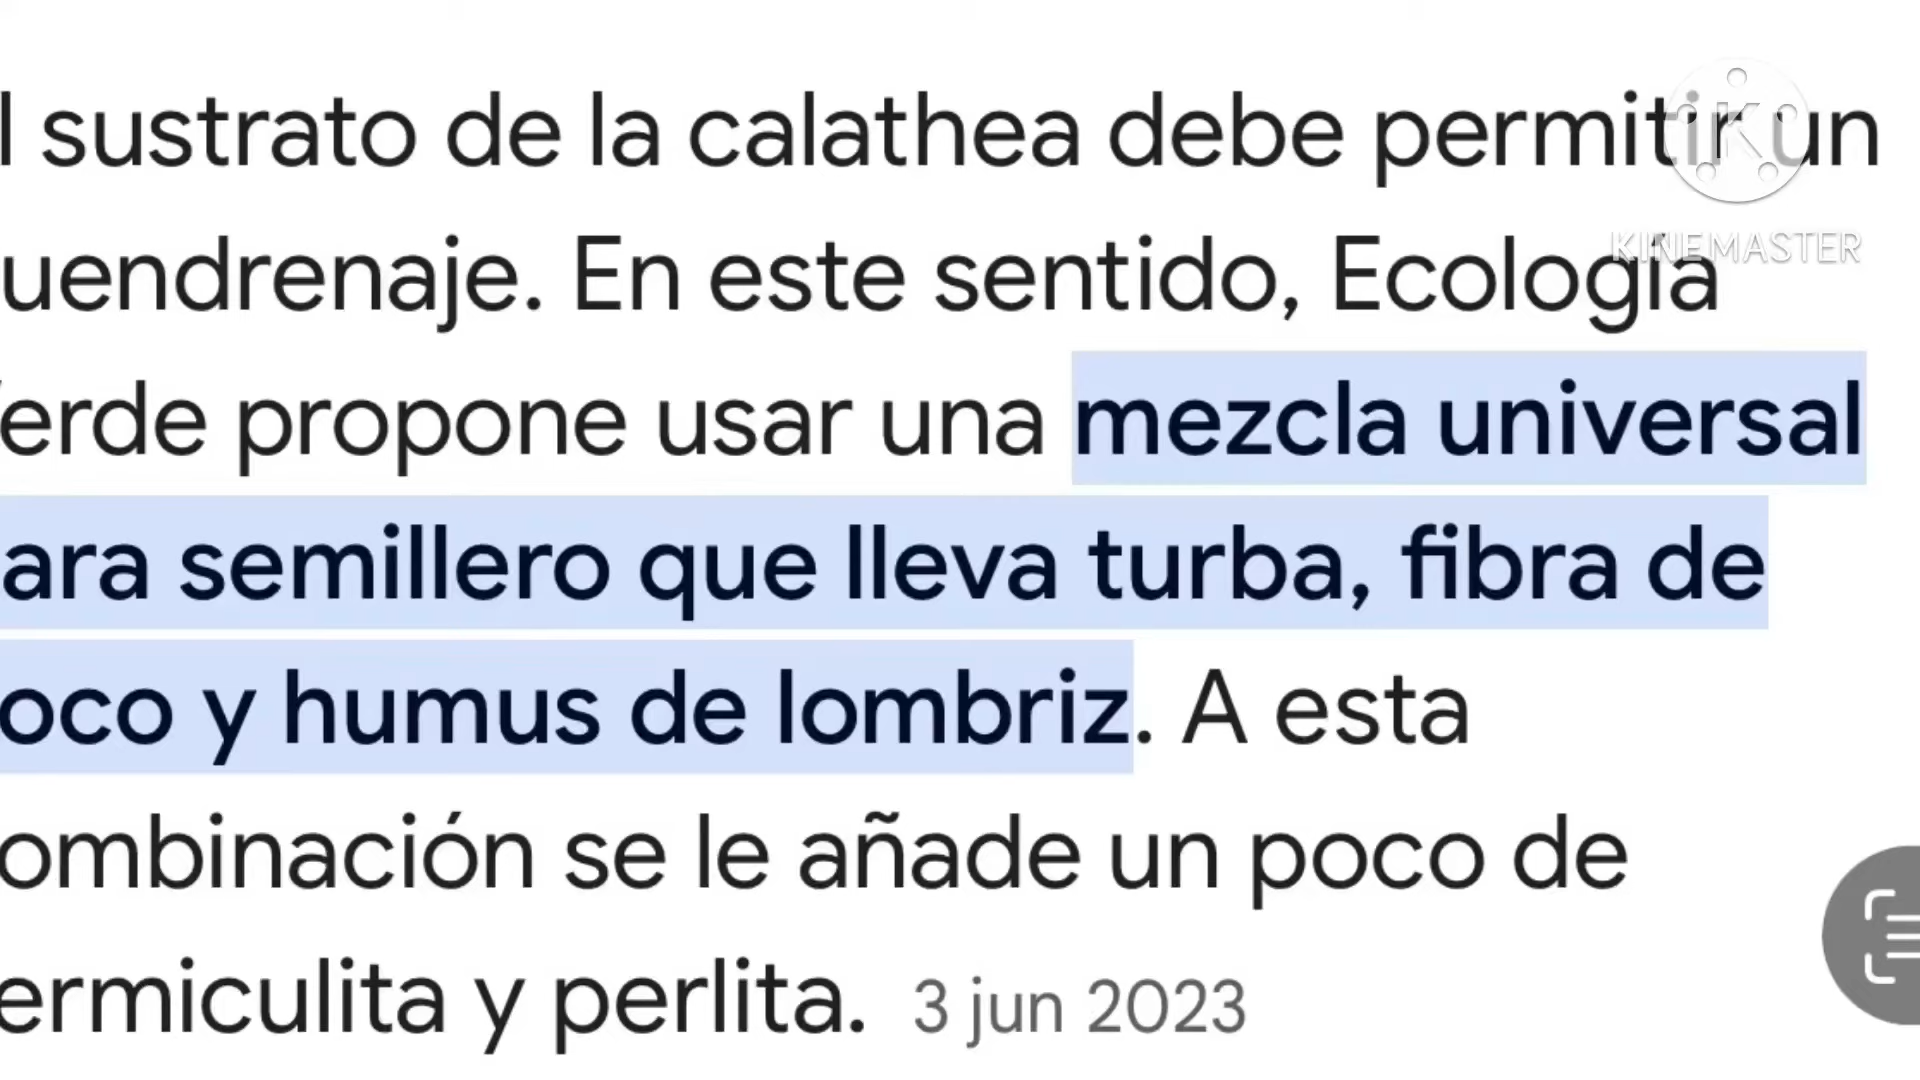 l sustrato de la calathea debe permitir un
uendrenaje. En este sentido, Ecología
erde propone usar una mezcla universal
ara semillero que lleva turba, fibra de
oco y humus de lombriz. A esta
ombinación se le añade un poco de
ermiculita y perlita. 3 jun 2023
K
KINEMASTER